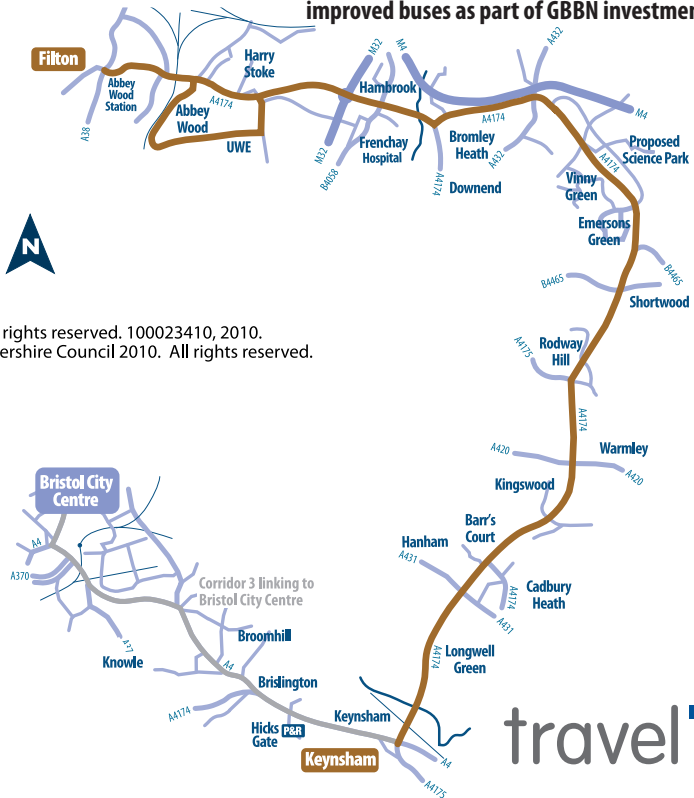 improved buses as part of GBBN investmen
A432
M32
M4
Filton
Harry
Stoke
Hambrook
Abbey
Wood
Station
A4174
Abbey
Wood
A4174
M4
A38
UWE
M32
Frenchay
Hospital
B4058
Bromley
Heath
A432
A4174
Downend
A4174
Proposed
Science Park
Vinny
Green
Emersons
Green
N
B4465
B4465
Shortwood
rights reserved. 100023410, 2010.
ershire Council 2010. All rights reserved.
A4175
Rodway
Hill
A4174
A420
Warmley
A420
Kingswood
Bristol City
Centre
Barr's
Court
A4
Hanham
A431
A370
Corridor 3 linking to
Bristol City Centre
A4174
Cadbury
Heath
A431
A37
Broomhill
Knowle
A4
A4174
Longwell
Green
Brislington
A4174
Keynsham
Hicks
Gate
P&R
Keynsham
A4
A4175
travel